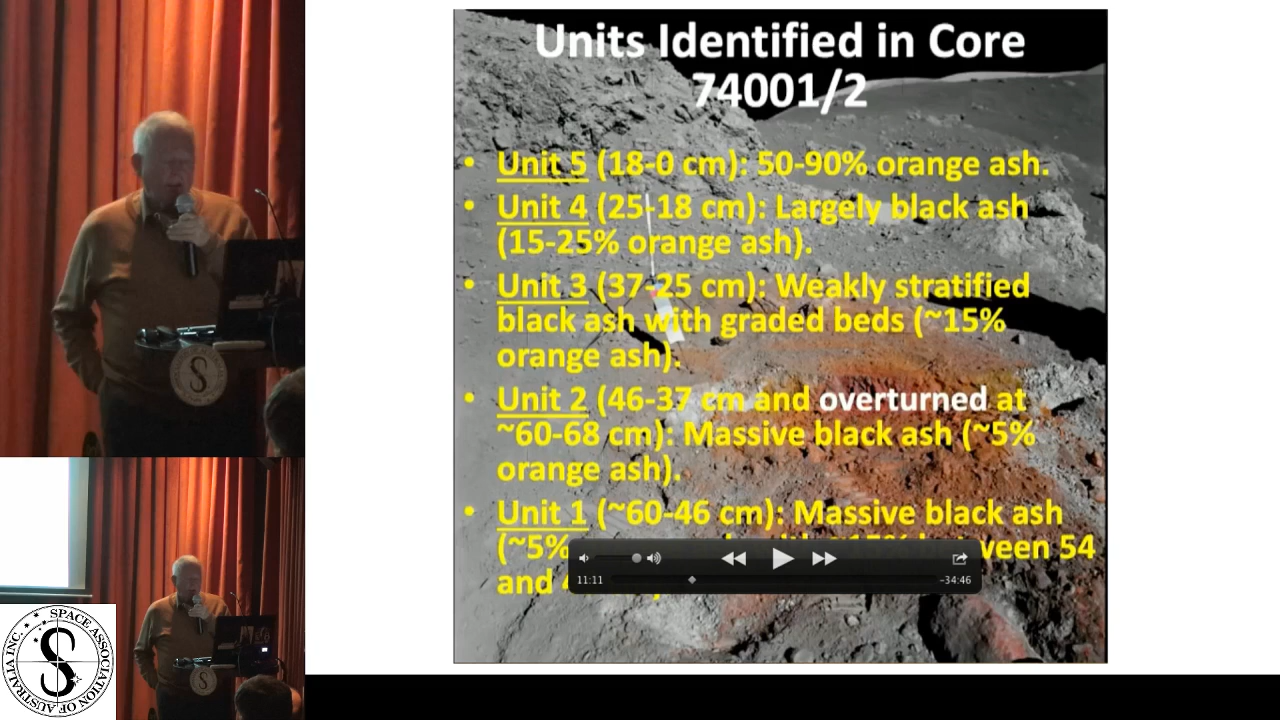 Units Identified in Core
74001/2
• Unit 5 (18-0 cm): 50-90% orange ash.
• Unit 4 (25-18 cm): Largely black ash
(15-25% orange ash).
• Unit 3 (37-25 cm): Weakly stratified
black ash with graded beds (~15%
orange ash).
• Unit 2 (46-37 cm and overturned at
~60-68 cm): Massive black ash (~5%
orange ash).
• Unit 1 (~60-46 cm): Massive black ash
(~5% between 54
and
11:11
-34:46
SPACE ASSOCIATION OF AUSTRALIA INC.
S